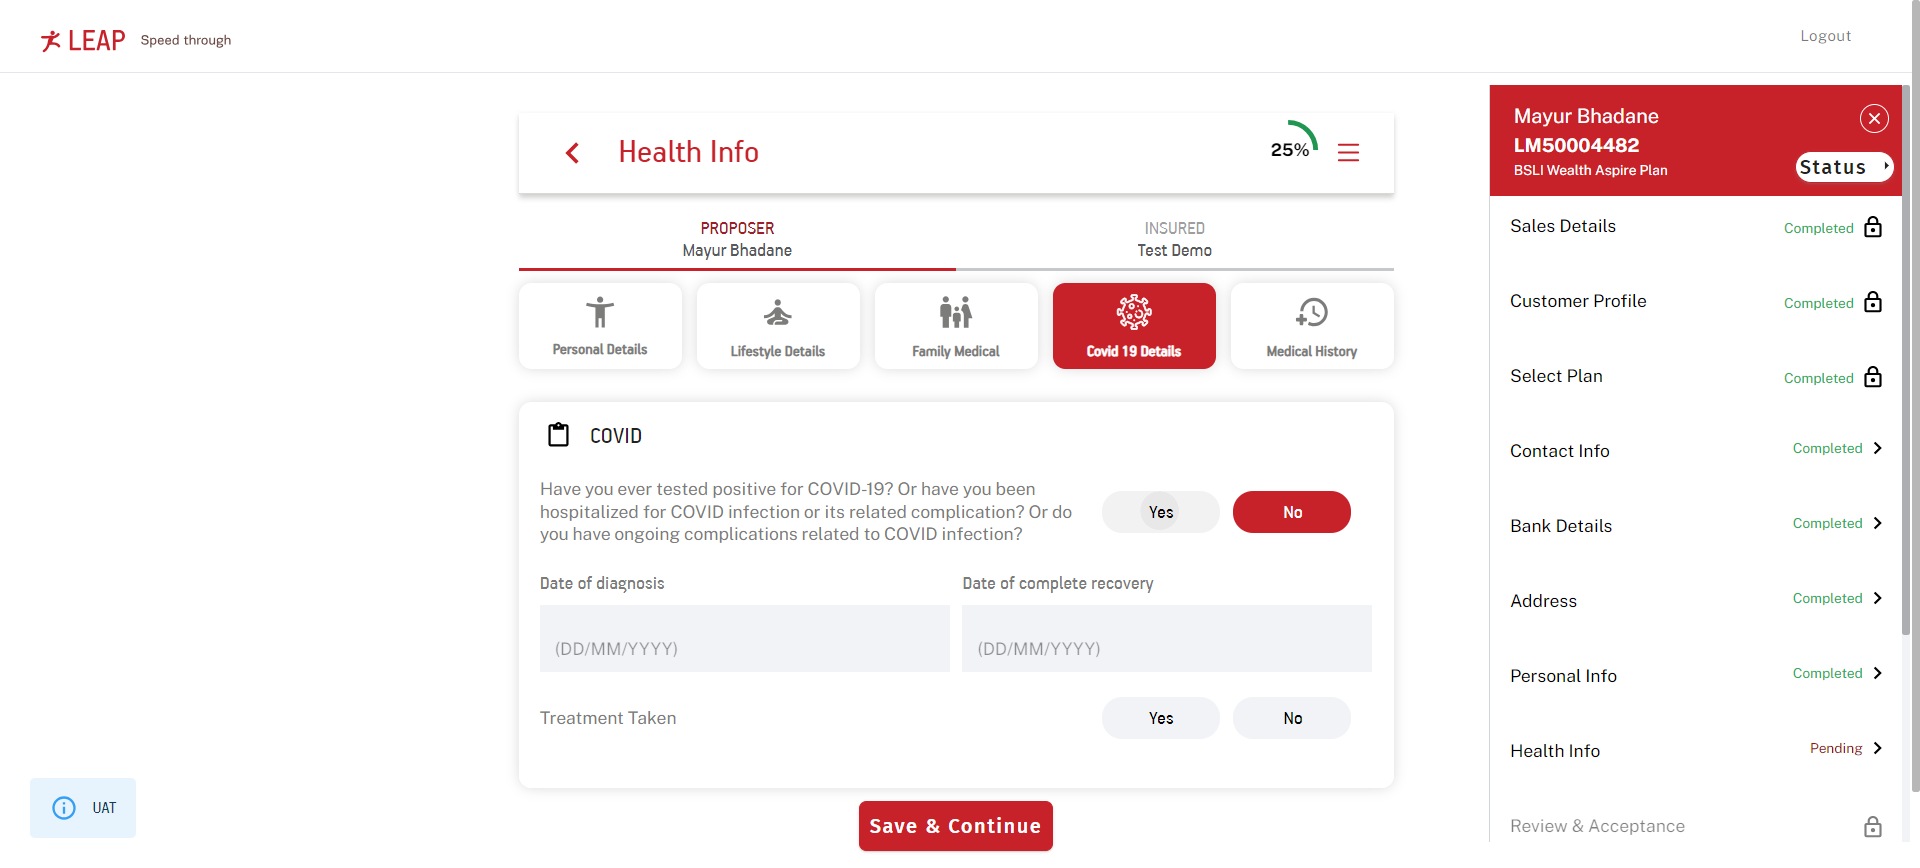 LEAP
Speed through
Logout
Health Info
25%
PROPOSER
Mayur Bhadane
INSURED
Test Demo
Personal Details
Lifestyle Details
Family Medical
Covid 19 Details
Medical History
COVID
Have you ever tested positive for COVID-19? Or have you been
hospitalized for COVID infection or its related complication? Or do
you have ongoing complications related to COVID infection?
Yes
No
Date of diagnosis
Date of complete recovery
(DD/MM/YYYY)
(DD/MM/YYYY)
Treatment Taken
Yes
No
Save & Continue
UAT
Mayur Bhadane
LM50004482
BSLI Wealth Aspire Plan
Status
Sales Details
Completed
Customer Profile
Completed
Select Plan
Completed
Contact Info
Completed
Bank Details
Completed
Address
Completed
Personal Info
Completed
Health Info
Pending
Review & Acceptance